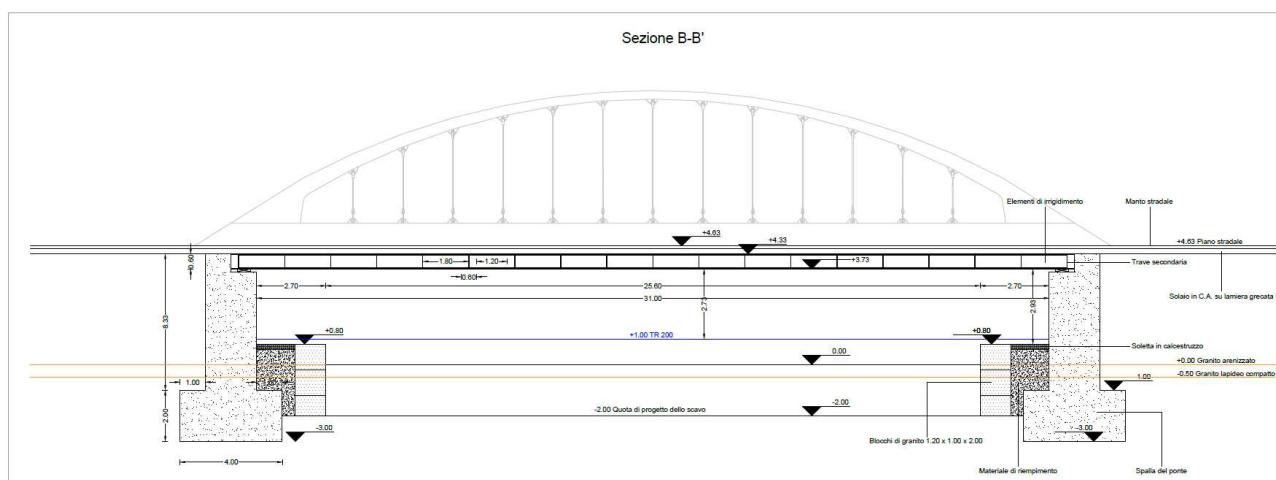 Sezione B-B'
Elementi di irrigidimento
Manto stradale
+4.63
+4.33
+4.63 Piano stradale
0.60
1.80
1.20
+3.73
Trave secondaria
0.60
2.70
25.60
2.70
Solaio in C.A. su lamiera grecata
31.00
2.73
2.93
8.33
+0.80
+1.00 TR 200
+0.80
Soletta in calcestruzzo
0.00
+0.00 Granito arenizzato
-0.50 Granito lapideo compatto
1.00
1.00
2.00
-2.00 Quota di progetto dello scavo
-2.00
-3.00
-3.00
Blocchi di granito 1.20 x 1.00 x 2.00
4.00
Materiale di riempimento
Spalla del ponte